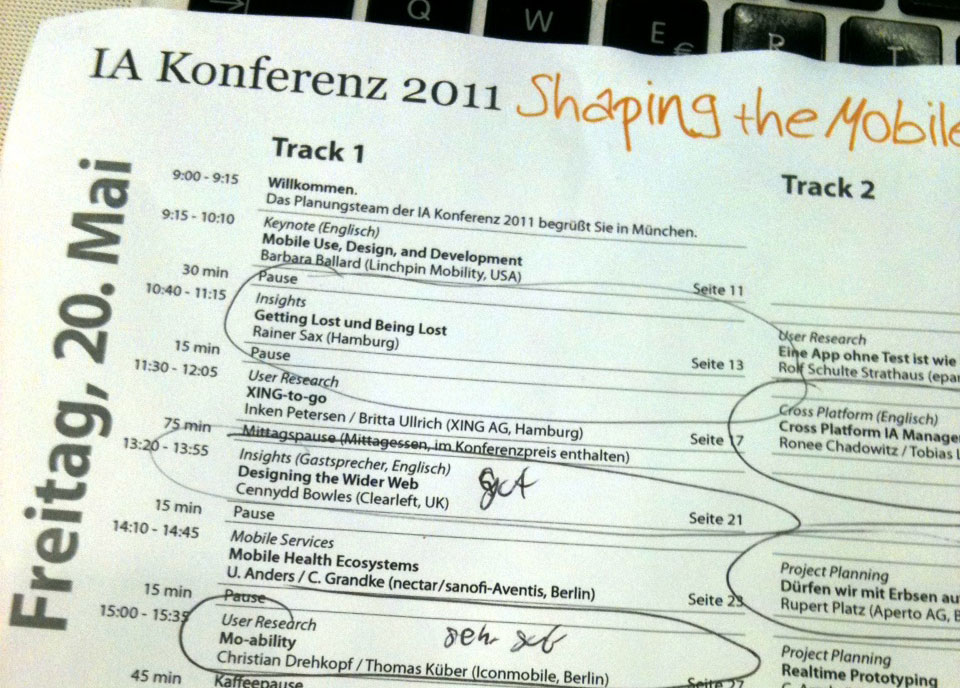 Q W E R T
€
IA Konferenz 2011 Shaping the Mobile
Freitag, 20. Mai
Track 1
9:00 - 9:15 Willkommen.
Das Planungsteam der IA Konferenz 2011 begrüßt Sie in München.
9:15 - 10:10 Keynote (Englisch)
Mobile Use, Design, and Development
Barbara Ballard (Linchpin Mobility, USA) Seite 11
30 min Pause
10:40 - 11:15 Insights
Getting Lost und Being Lost
Rainer Sax (Hamburg) Seite 13
15 min Pause
11:30 - 12:05 User Research
XING-to-go
Inken Petersen / Britta Ullrich (XING AG, Hamburg) Seite 17
75 min Mittagspause (Mittagessen, im Konferenzpreis enthalten)
13:20 - 13:55 Insights (Gastsprecher, Englisch)
Designing the Wider Web gut
Cennydd Bowles (Clearleft, UK) Seite 21
15 min Pause
14:10 - 14:45 Mobile Services
Mobile Health Ecosystems
U. Anders / C. Grandke (nectar/sanofi-Aventis, Berlin) Seite 23
15 min Pause
15:00 - 15:35 User Research
Mo-ability sehr gut
Christian Drehkopf / Thomas Küber (Iconmobile, Berlin) Seite 27
45 min Kaffeepause
Track 2
User Research
Eine App ohne Test ist wie
Rolf Schulte Strathaus (epar
Cross Platform (Englisch)
Cross Platform IA Manage
Ronee Chadowitz / Tobias
Project Planning
Dürfen wir mit Erbsen au
Rupert Platz (Aperto AG, B
Project Planning
Realtime Prototyping